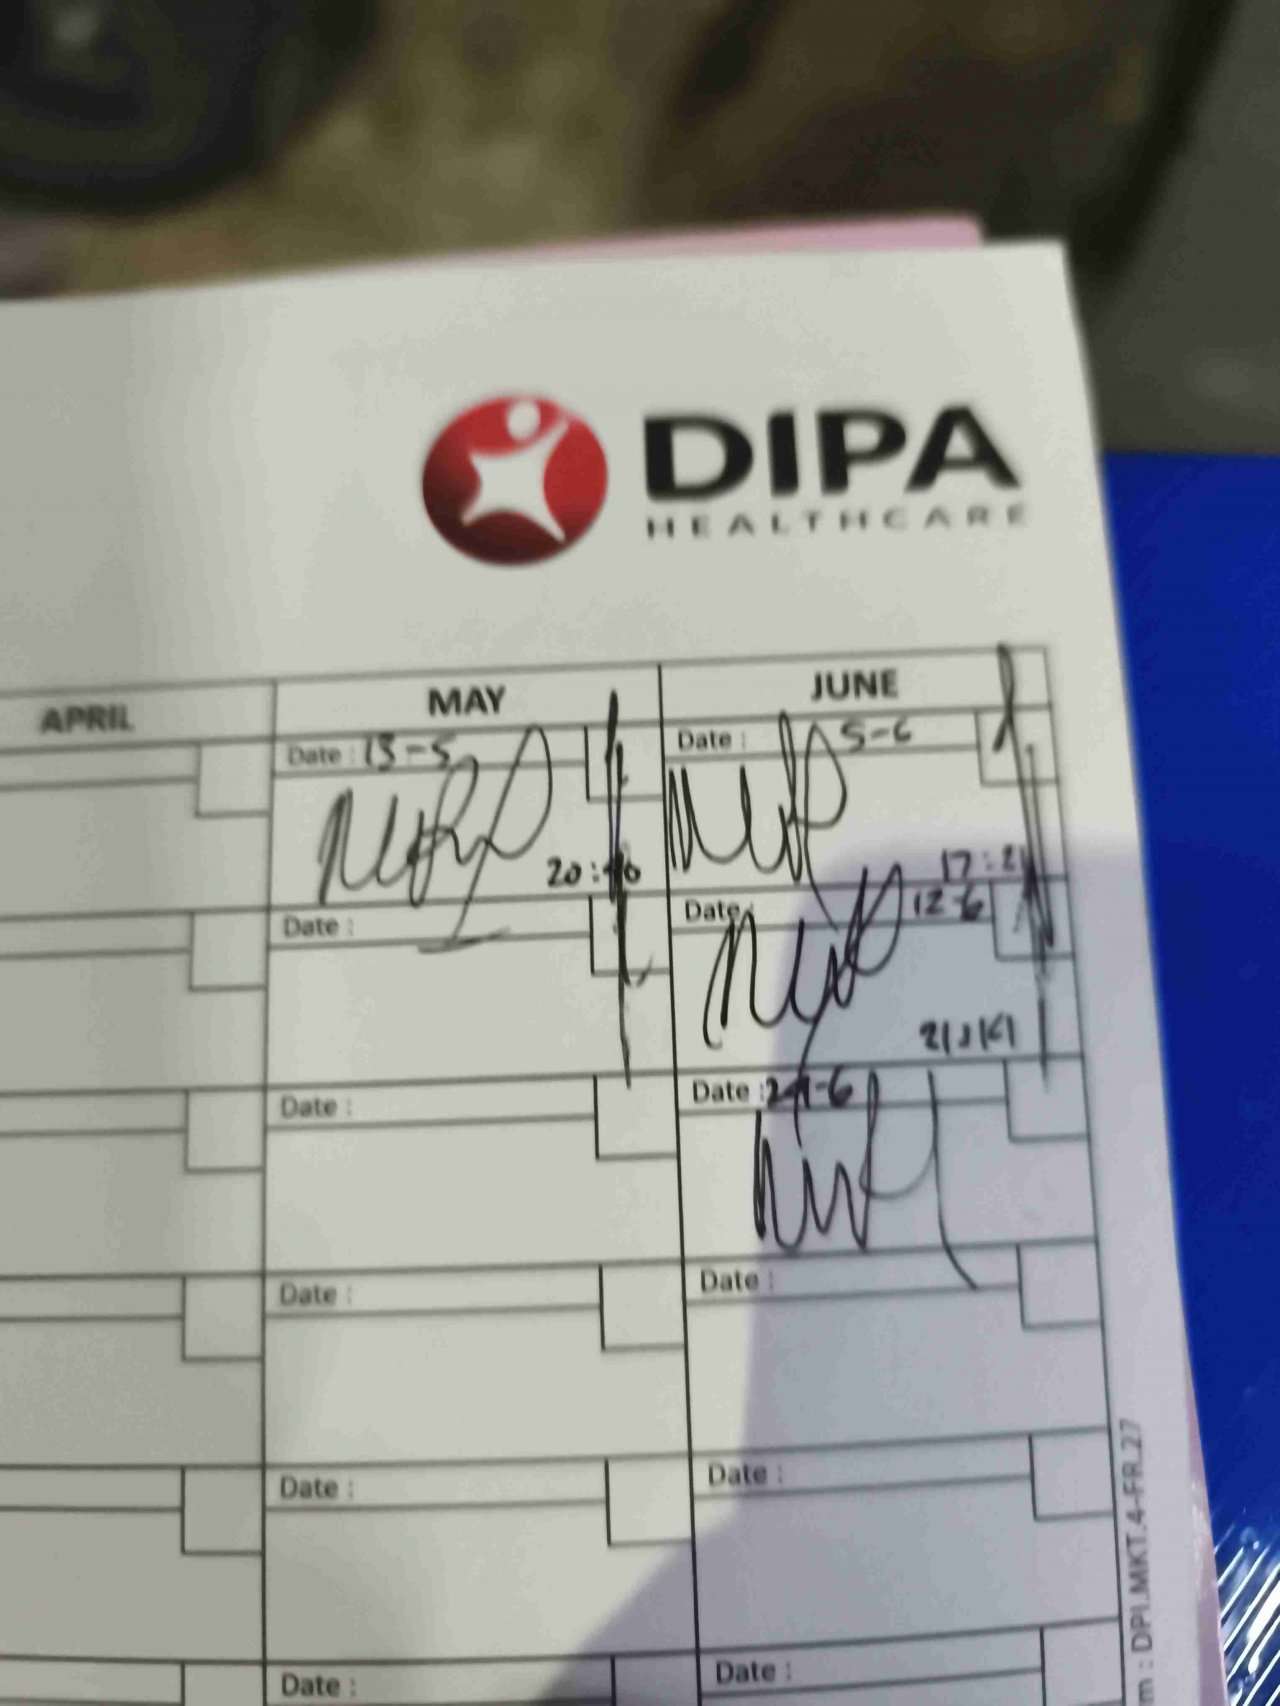 DIPA
HEALTHCARE
APRIL
MAY
JUNE
Date : 13-5
Date : 5-6
20:
17:21
Date :
Date : 12-6
Date :
Date : 24-6
Date :
Date :
Date :
Date :
Date :
Date :
m : DPI.MKT.4-FR.27